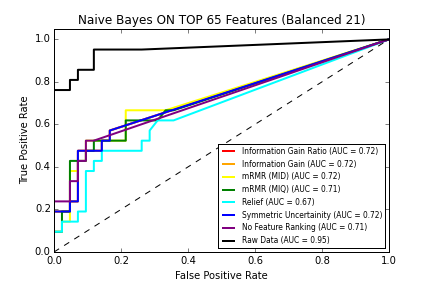 Naive Bayes ON TOP 65 Features (Balanced 21)
True Positive Rate
1.0
0.8
0.6
0.4
0.2
0.0
Information Gain Ratio (AUC = 0.72)
Information Gain (AUC = 0.72)
mRMR (MID) (AUC = 0.72)
mRMR (MIQ) (AUC = 0.71)
Relief (AUC = 0.67)
Symmetric Uncertainity (AUC = 0.72)
No Feature Ranking (AUC = 0.71)
Raw Data (AUC = 0.95)
0.0 0.2 0.4 0.6 0.8 1.0
False Positive Rate